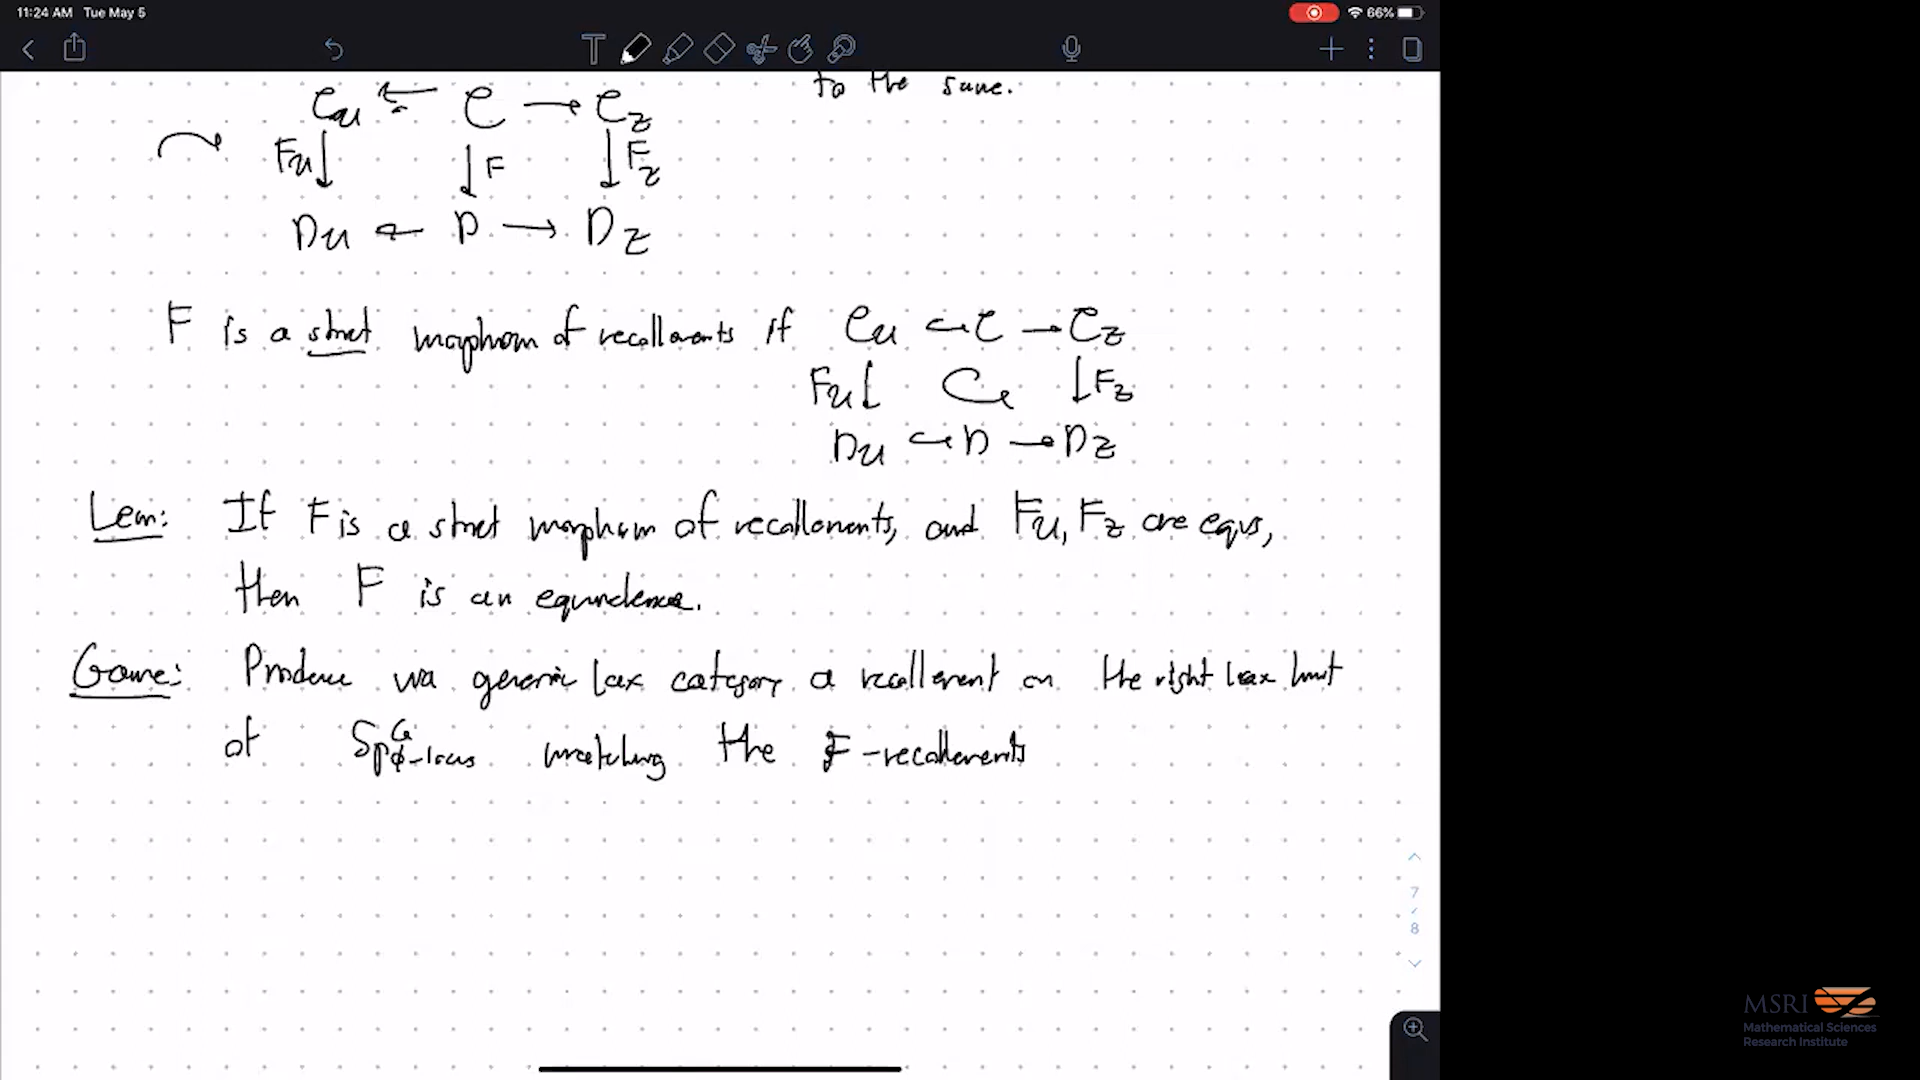 11:24 AM Tue May 5
66%
to the same.
C_U ← C → C_Z
F_U ↓ ↓ F ↓ F_Z
D_U ← D → D_Z
F is a strict morphism of recollements if C_U ← C → C_Z
F_U ↓ ↓ F_Z
D_U ← D → D_Z
Lem: If F is a strict morphism of recollements, and F_U, F_Z are equivs,
then F is an equivalence.
Game: Produce via generic lax category a recollement on the right lax limit
of Sp^G_{ϕ-locus} matching the F-recollements
7
/
8
MSRI
Mathematical Sciences
Research Institute